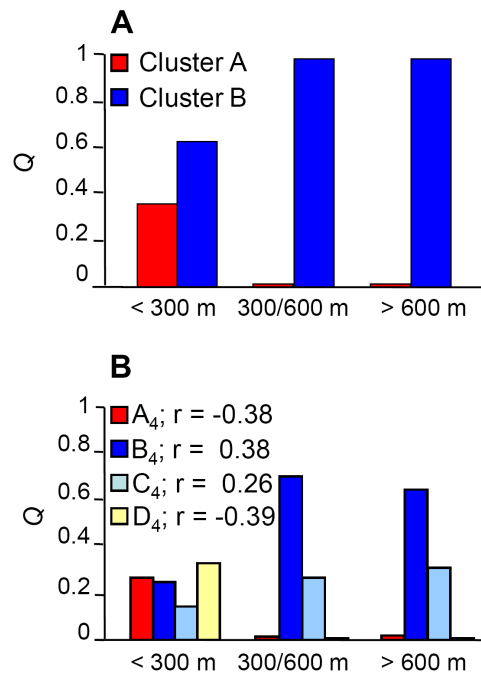 A
1
Cluster A
0.8
Cluster B
0.6
Q
0.4
0.2
0
< 300 m 300/600 m > 600 m
B
1
A4; r = -0.38
0.8
B4; r = 0.38
0.6
C4; r = 0.26
Q
D4; r = -0.39
0.4
0.2
0
< 300 m 300/600 m > 600 m